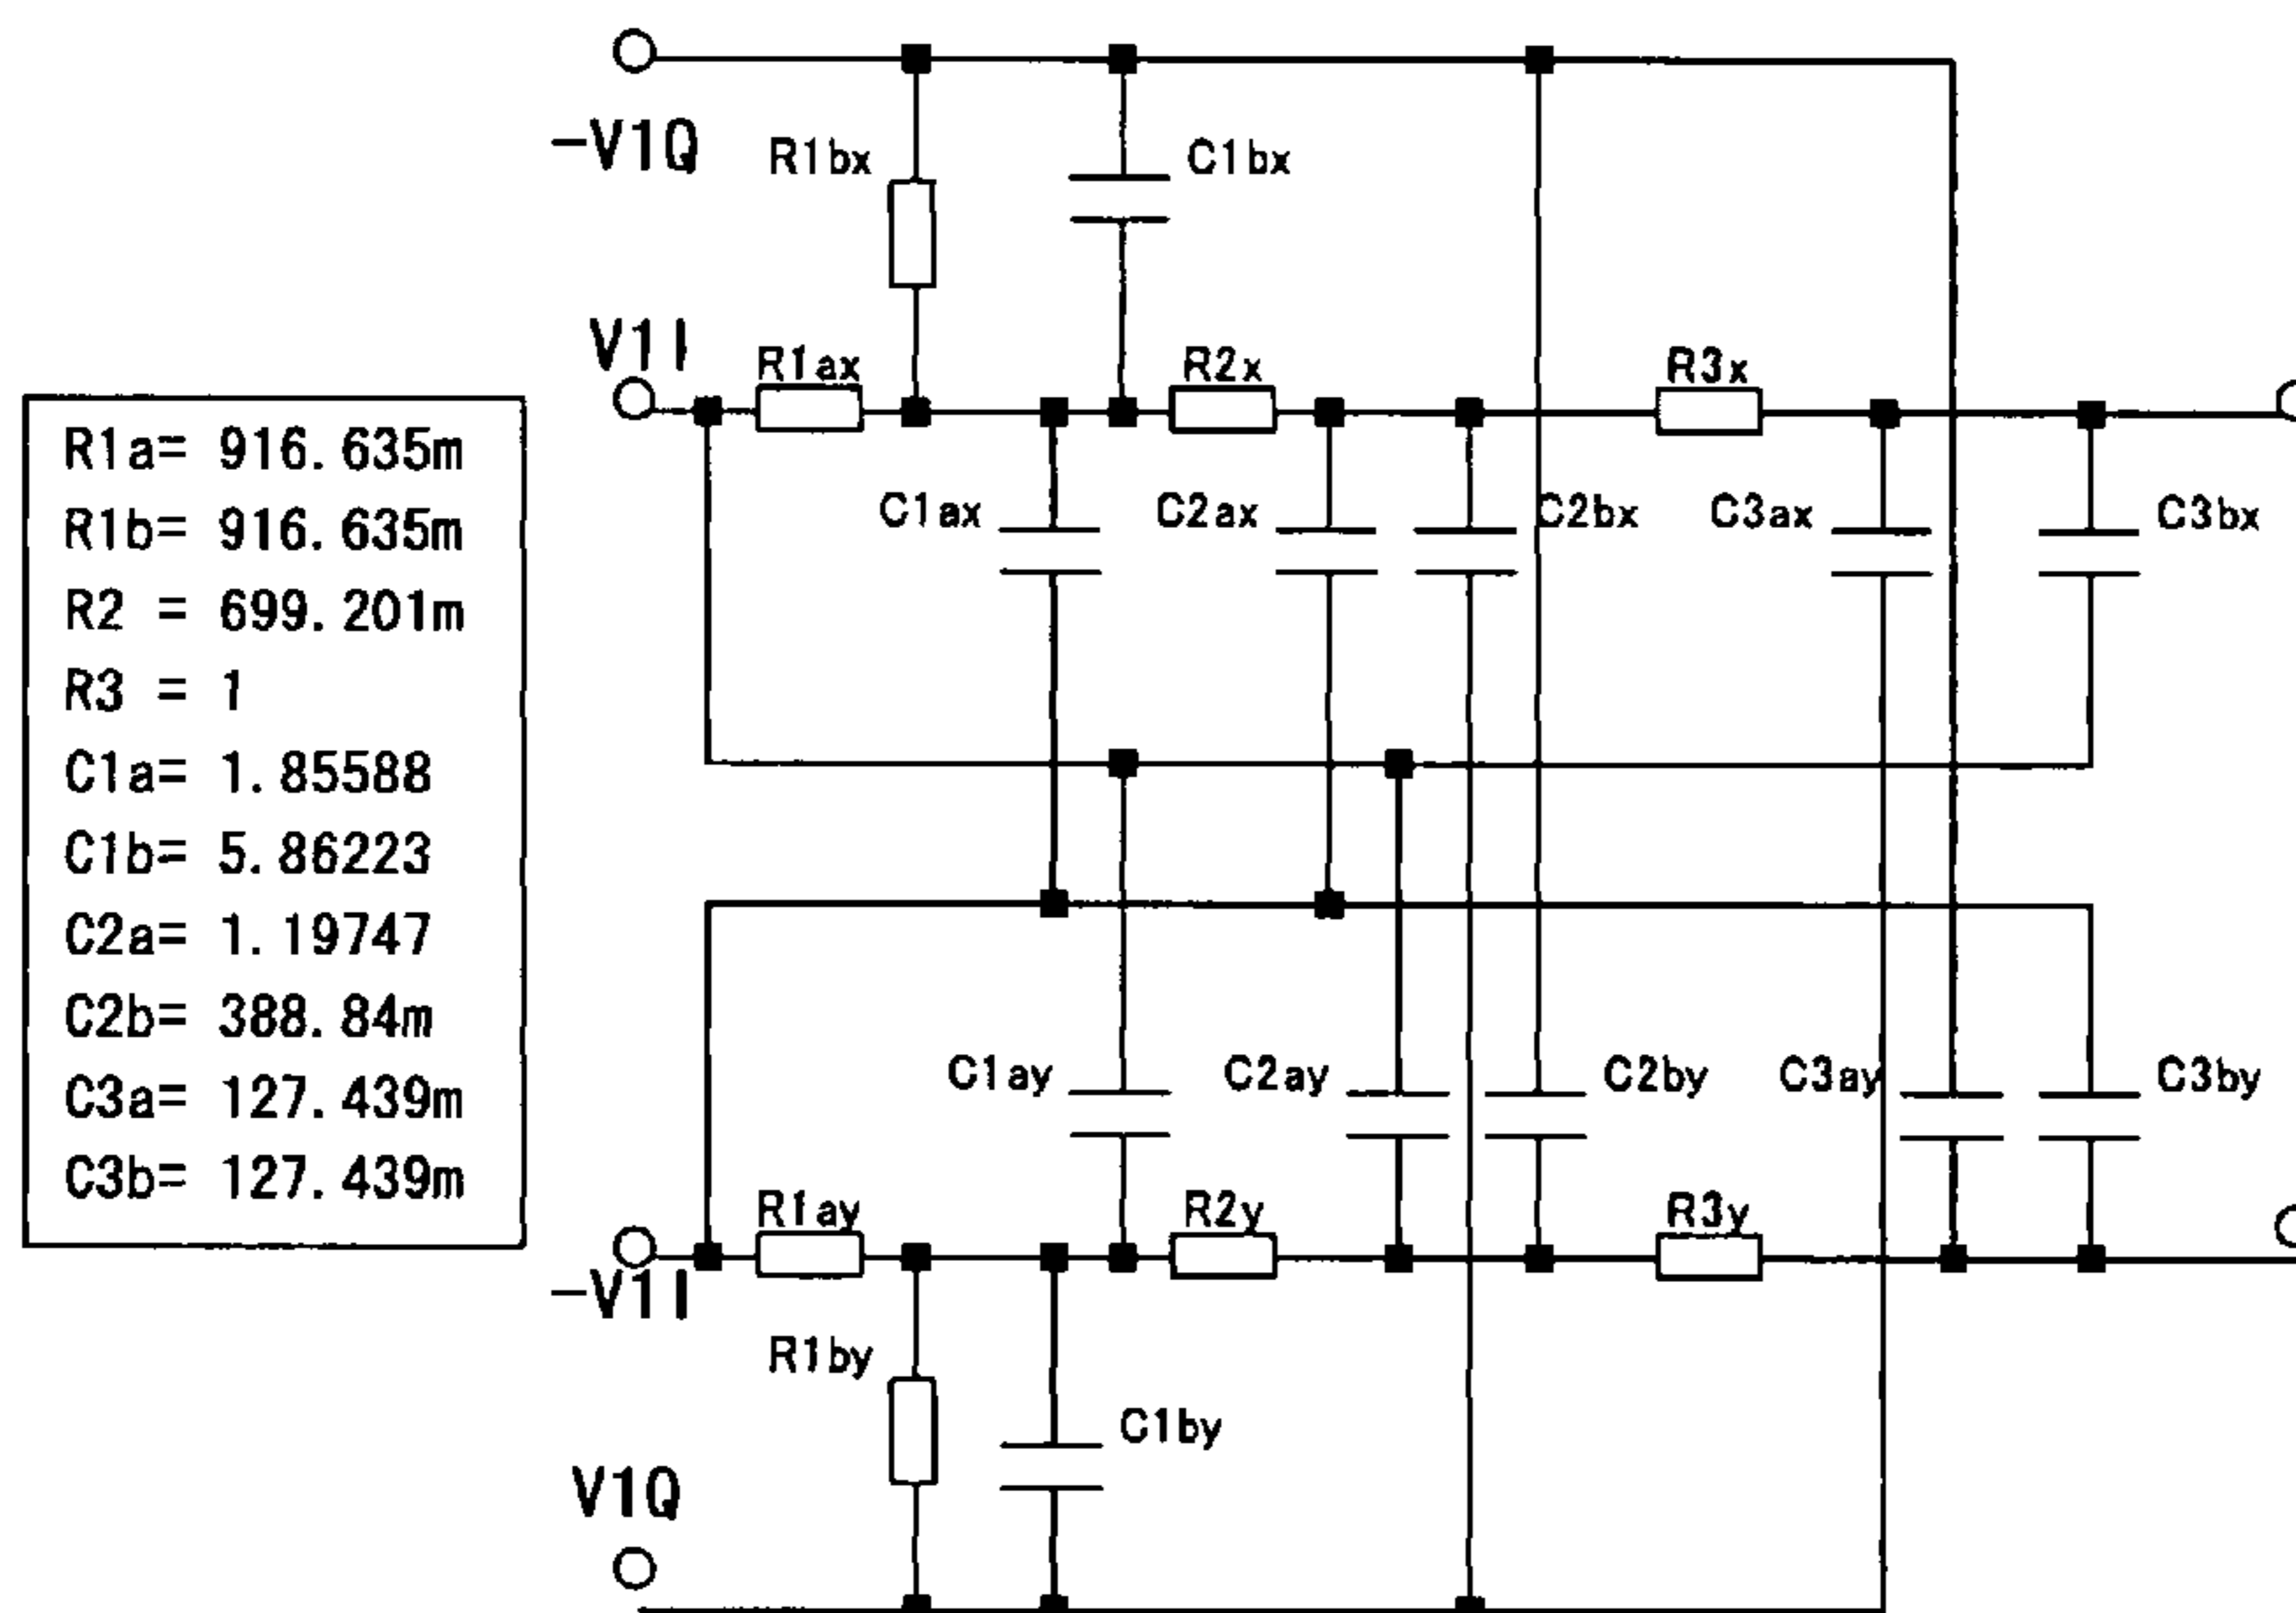 -V1Q
R1bx
C1bx
V1I
R1ax
R2x
R3x
R1a= 916.635m
R1b= 916.635m
R2 = 699.201m
R3 = 1
C1a= 1.85588
C1b= 5.86223
C2a= 1.19747
C2b= 388.84m
C3a= 127.439m
C3b= 127.439m
C1ax
C2ax
C2bx
C3ax
C3bx
C1ay
C2ay
C2by
C3ay
C3by
R1ay
R2y
R3y
-V1I
R1by
C1by
V1Q